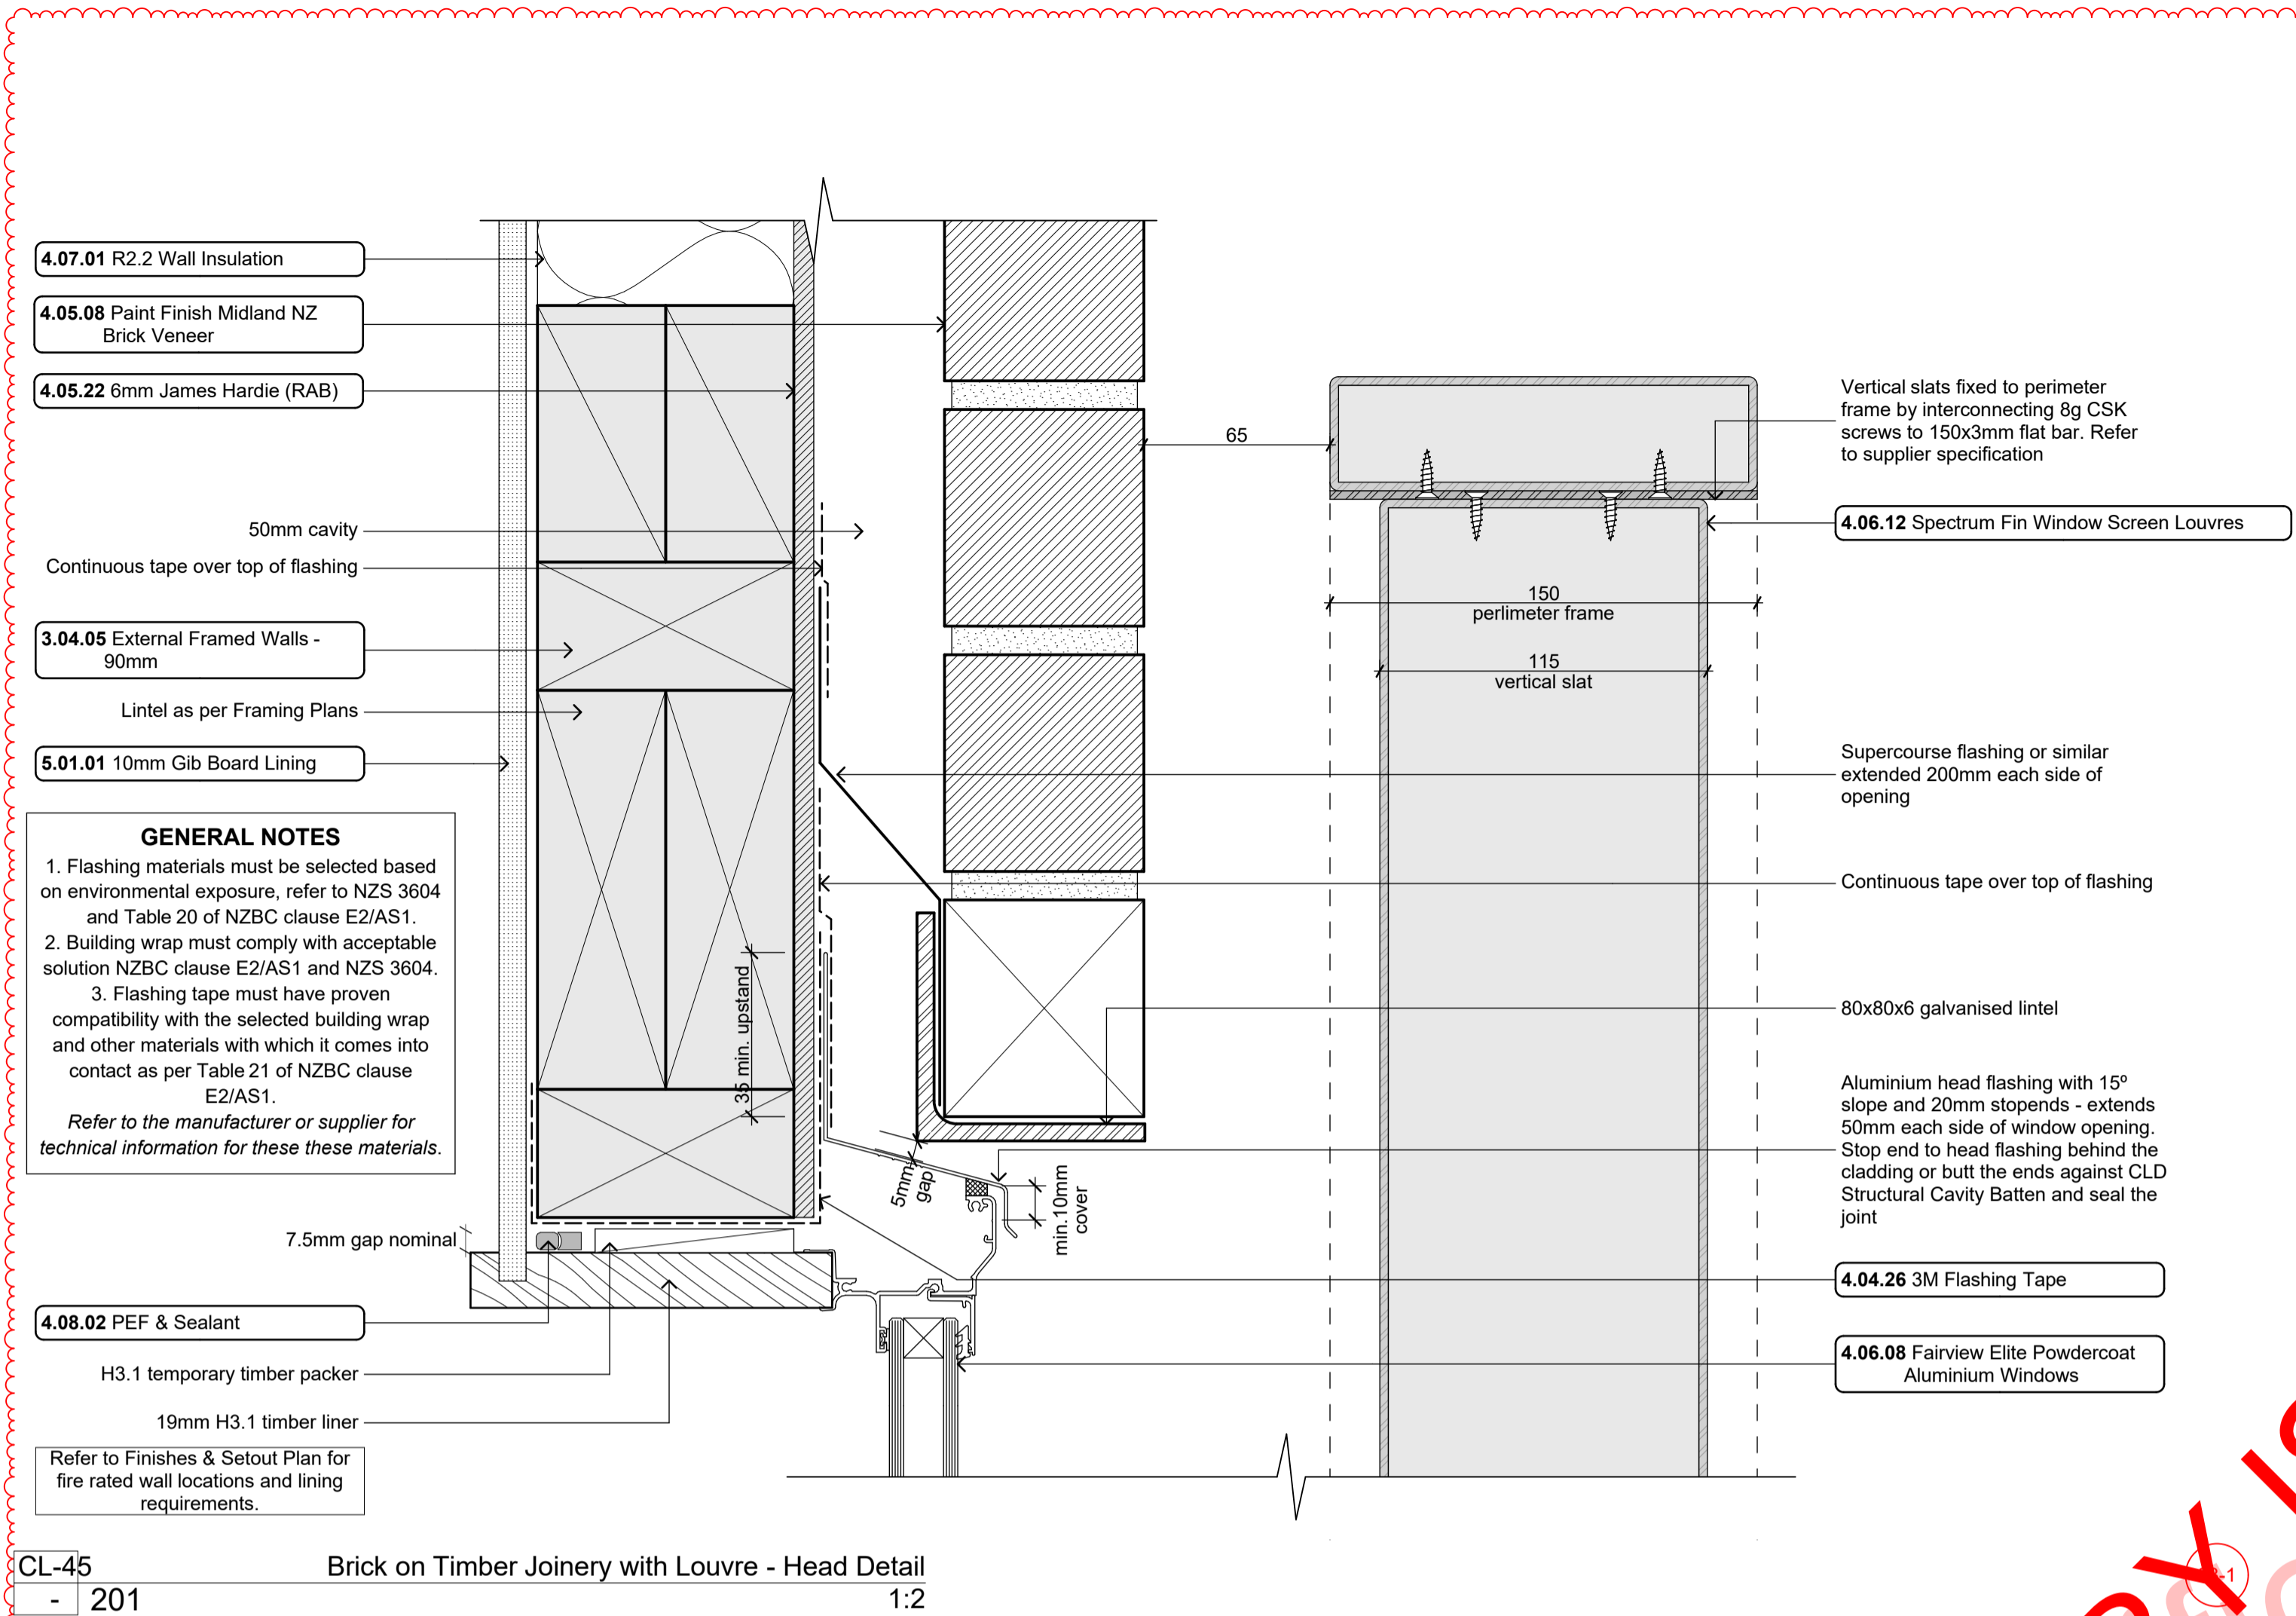 4.07.01 R2.2 Wall Insulation
4.05.08 Paint Finish Midland NZ
Brick Veneer
4.05.22 6mm James Hardie (RAB)
50mm cavity
Continuous tape over top of flashing
3.04.05 External Framed Walls -
90mm
Lintel as per Framing Plans
5.01.01 10mm Gib Board Lining
GENERAL NOTES
1. Flashing materials must be selected based
on environmental exposure, refer to NZS 3604
and Table 20 of NZBC clause E2/AS1.
2. Building wrap must comply with acceptable
solution NZBC clause E2/AS1 and NZS 3604.
3. Flashing tape must have proven
compatibility with the selected building wrap
and other materials with which it comes into
contact as per Table 21 of NZBC clause
E2/AS1.
Refer to the manufacturer or supplier for
technical information for these these materials.
7.5mm gap nominal
4.08.02 PEF & Sealant
H3.1 temporary timber packer
19mm H3.1 timber liner
Refer to Finishes & Setout Plan for
fire rated wall locations and lining
requirements.
35 min. upstand
5mm
gap
min.10mm
cover
65
150
perlimeter frame
115
vertical slat
Vertical slats fixed to perimeter
frame by interconnecting 8g CSK
screws to 150x3mm flat bar. Refer
to supplier specification
4.06.12 Spectrum Fin Window Screen Louvres
Supercourse flashing or similar
extended 200mm each side of
opening
Continuous tape over top of flashing
80x80x6 galvanised lintel
Aluminium head flashing with 15º
slope and 20mm stopends - extends
50mm each side of window opening.
Stop end to head flashing behind the
cladding or butt the ends against CLD
Structural Cavity Batten and seal the
joint
4.04.26 3M Flashing Tape
4.06.08 Fairview Elite Powdercoat
Aluminium Windows
CL-45
Brick on Timber Joinery with Louvre - Head Detail
- 201
1:2